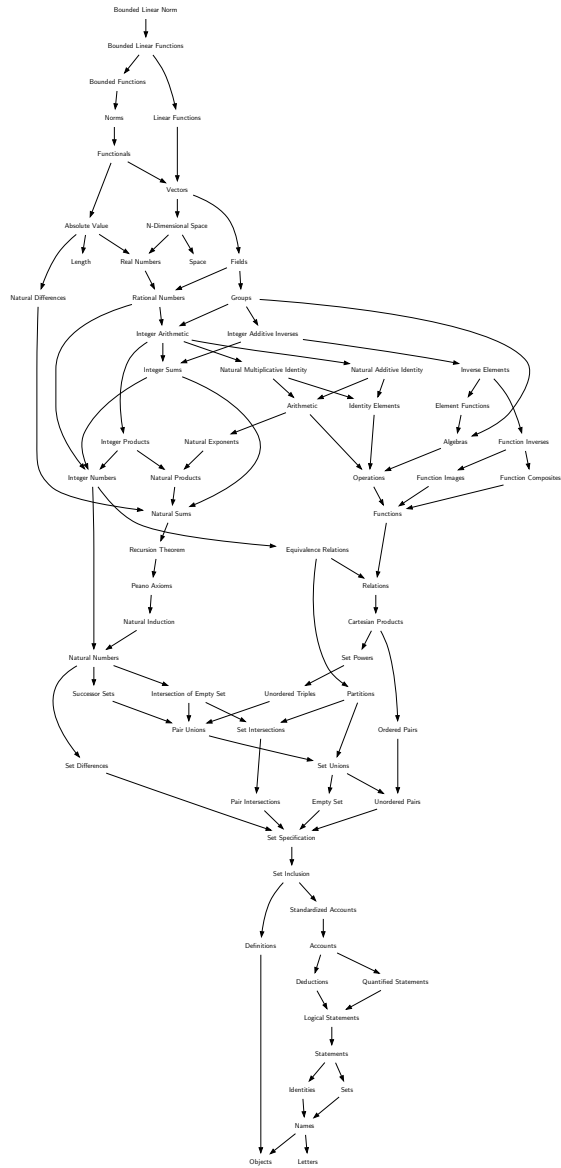 Bounded Linear Norm
Bounded Linear Functions
Bounded Functions
Norms
Linear Functions
Functionals
Vectors
Absolute Value
N-Dimensional Space
Length
Real Numbers
Space
Fields
Natural Differences
Rational Numbers
Groups
Integer Arithmetic
Integer Additive Inverses
Integer Sums
Natural Multiplicative Identity
Natural Additive Identity
Inverse Elements
Arithmetic
Identity Elements
Element Functions
Integer Products
Natural Exponents
Algebras
Function Inverses
Integer Numbers
Natural Products
Operations
Function Images
Function Composites
Natural Sums
Functions
Recursion Theorem
Equivalence Relations
Peano Axioms
Relations
Natural Induction
Cartesian Products
Natural Numbers
Set Powers
Successor Sets
Intersection of Empty Set
Unordered Triples
Partitions
Pair Unions
Set Intersections
Ordered Pairs
Set Differences
Set Unions
Pair Intersections
Empty Set
Unordered Pairs
Set Specification
Set Inclusion
Standardized Accounts
Definitions
Accounts
Deductions
Quantified Statements
Logical Statements
Statements
Identities
Sets
Names
Objects
Letters